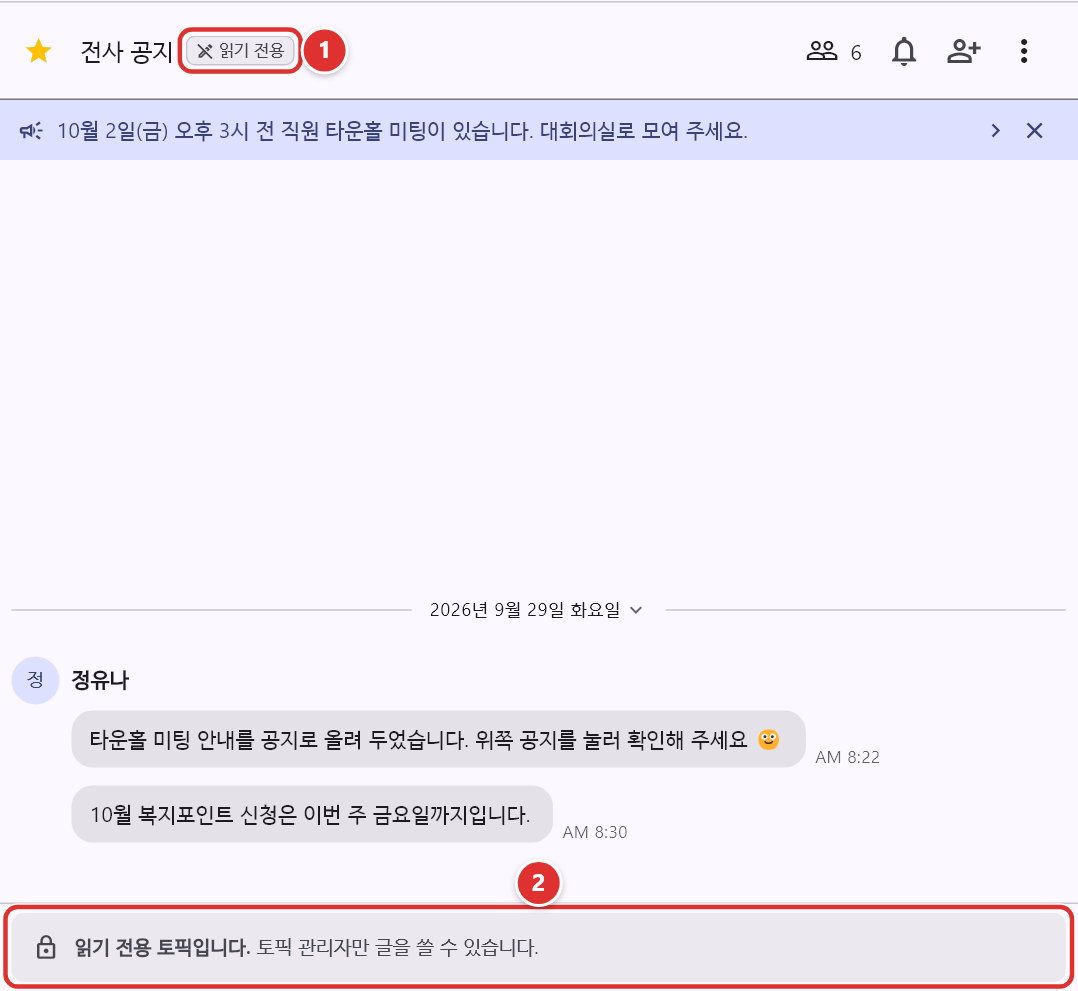 전사 공지 읽기 전용 1 6
10월 2일(금) 오후 3시 전 직원 타운홀 미팅이 있습니다. 대회의실로 모여 주세요.
2026년 9월 29일 화요일
정 정유나
타운홀 미팅 안내를 공지로 올려 두었습니다. 위쪽 공지를 눌러 확인해 주세요 🙂 AM 8:22
10월 복지포인트 신청은 이번 주 금요일까지입니다. AM 8:30
2
읽기 전용 토픽입니다. 토픽 관리자만 글을 쓸 수 있습니다.